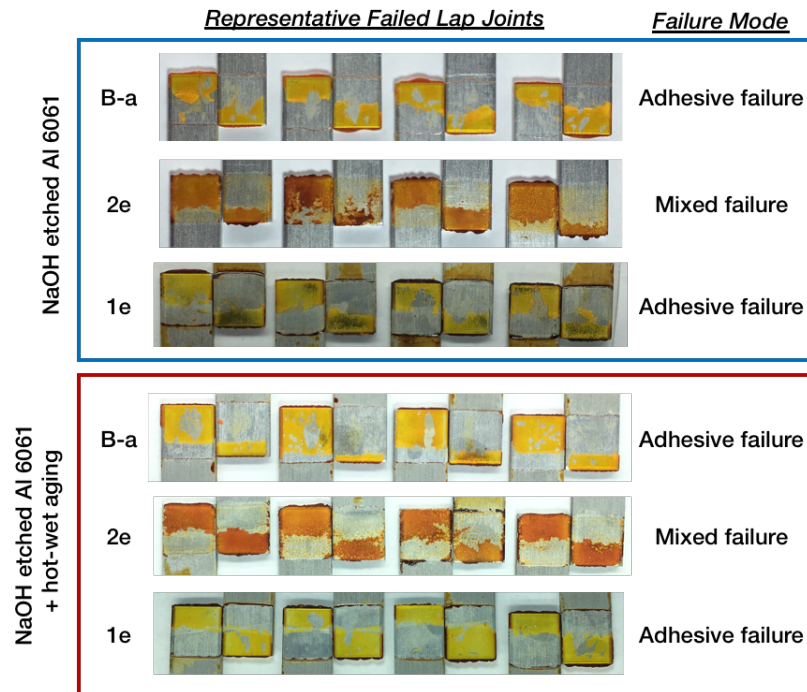 Representative Failed Lap Joints
Failure Mode
NaOH etched Al 6061
B-a
Adhesive failure
2e
Mixed failure
1e
Adhesive failure
NaOH etched Al 6061
+ hot-wet aging
B-a
Adhesive failure
2e
Mixed failure
1e
Adhesive failure